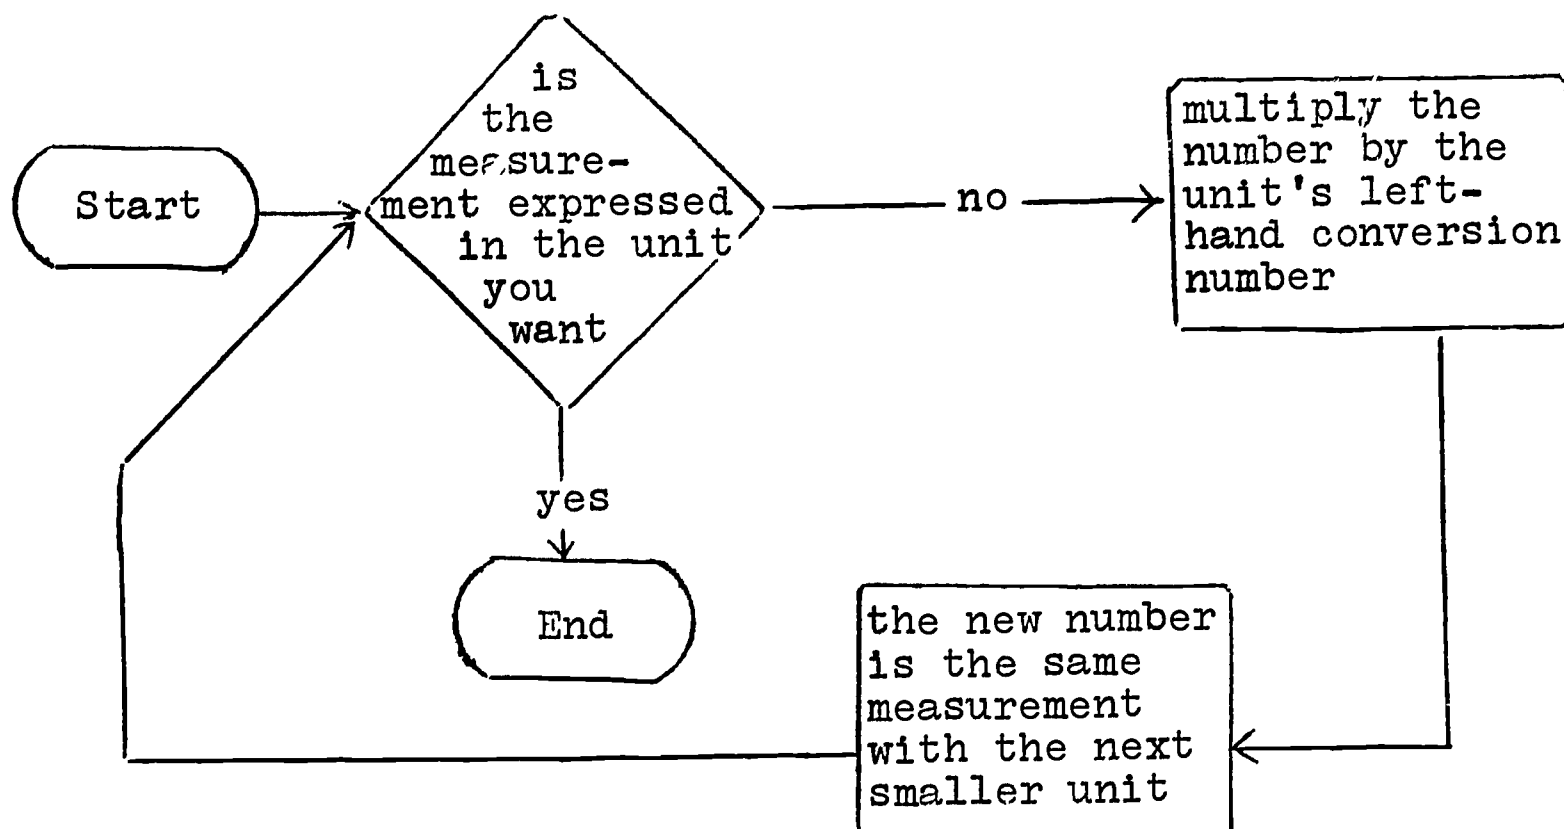 Start
is
the
measure-
ment expressed
in the unit
you
want
no
multiply the
number by the
unit's left-
hand conversion
number
yes
End
the new number
is the same
measurement
with the next
smaller unit